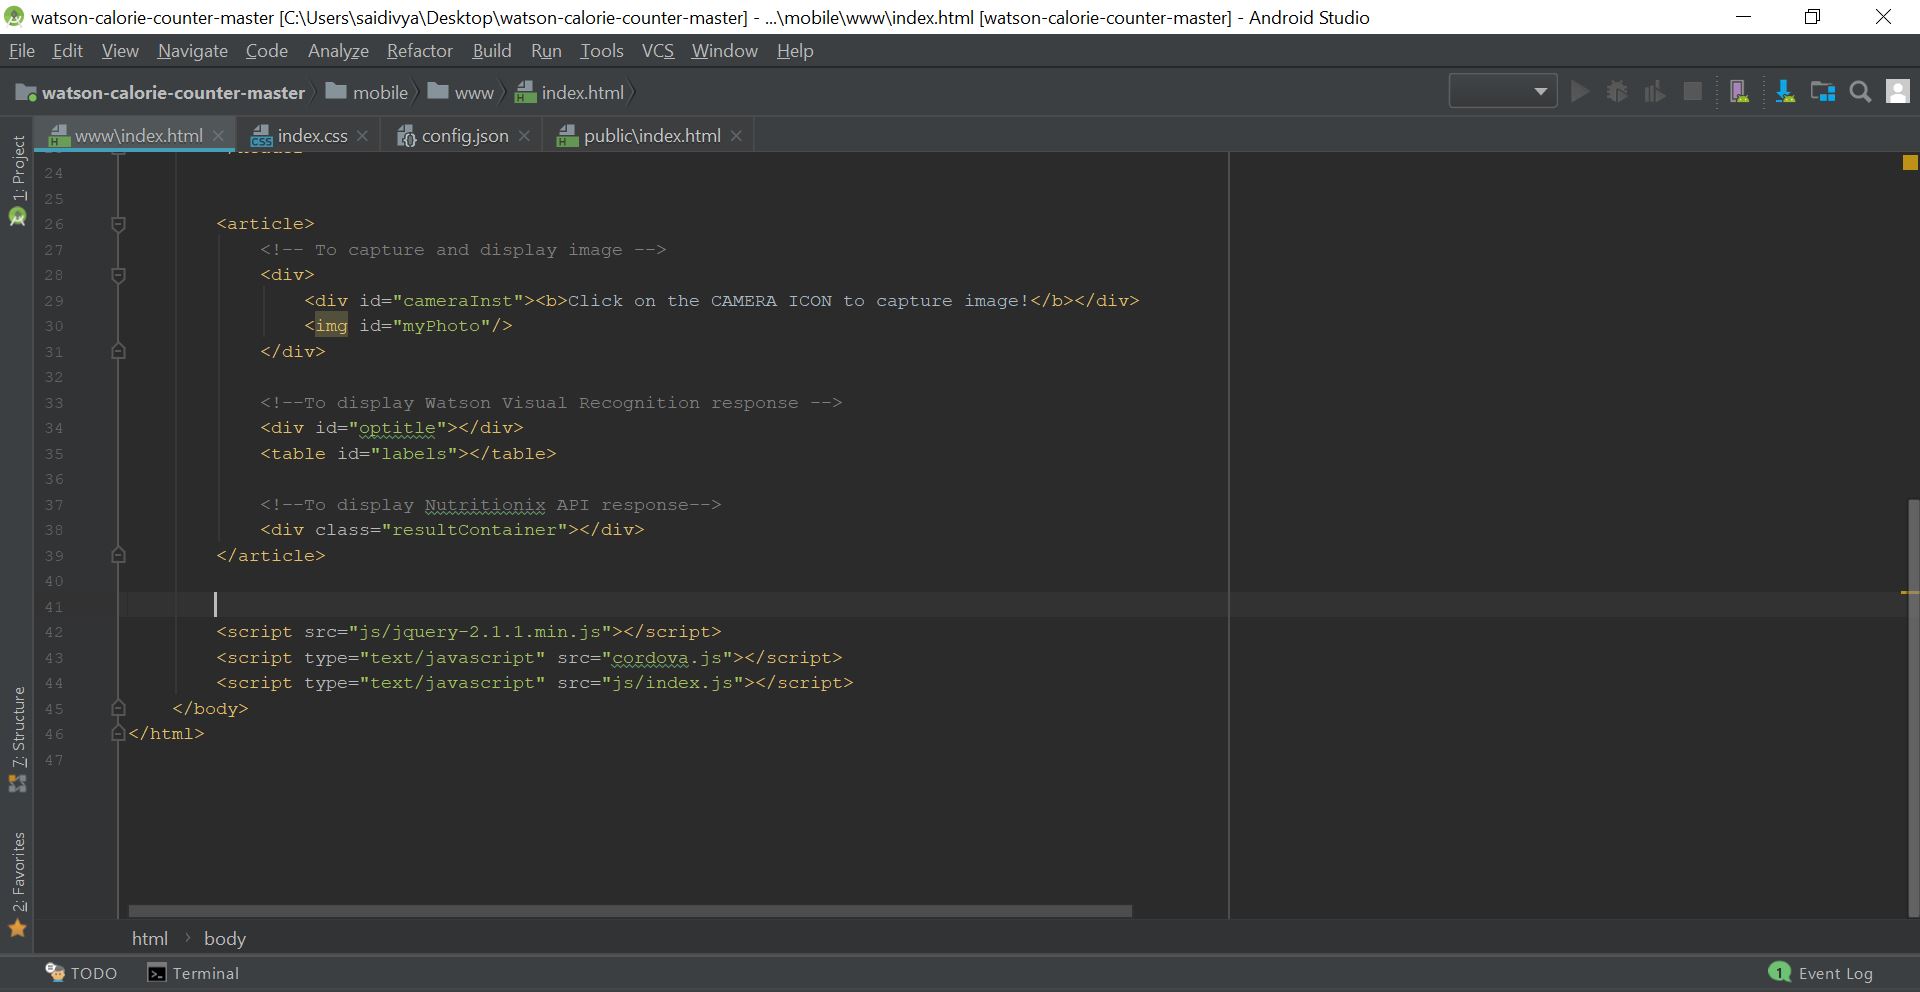 watson-calorie-counter-master [C:\Users\saidivya\Desktop\watson-calorie-counter-master] - ...\mobile\www\index.html [watson-calorie-counter-master] - Android Studio
File Edit View Navigate Code Analyze Refactor Build Run Tools VCS Window Help
watson-calorie-counter-master mobile www index.html
www\index.html index.css config.json public\index.html
1: Project
7: Structure
2: Favorites
24
25
26 <article>
27 <!-- To capture and display image -->
28 <div>
29 <div id="cameraInst"><b>Click on the CAMERA ICON to capture image!</b></div>
30 <img id="myPhoto"/>
31 </div>
32
33 <!--To display Watson Visual Recognition response -->
34 <div id="optitle"></div>
35 <table id="labels"></table>
36
37 <!--To display Nutritionix API response-->
38 <div class="resultContainer"></div>
39 </article>
40
41
42 <script src="js/jquery-2.1.1.min.js"></script>
43 <script type="text/javascript" src="cordova.js"></script>
44 <script type="text/javascript" src="js/index.js"></script>
45 </body>
46 </html>
47
html › body
TODO Terminal 1 Event Log